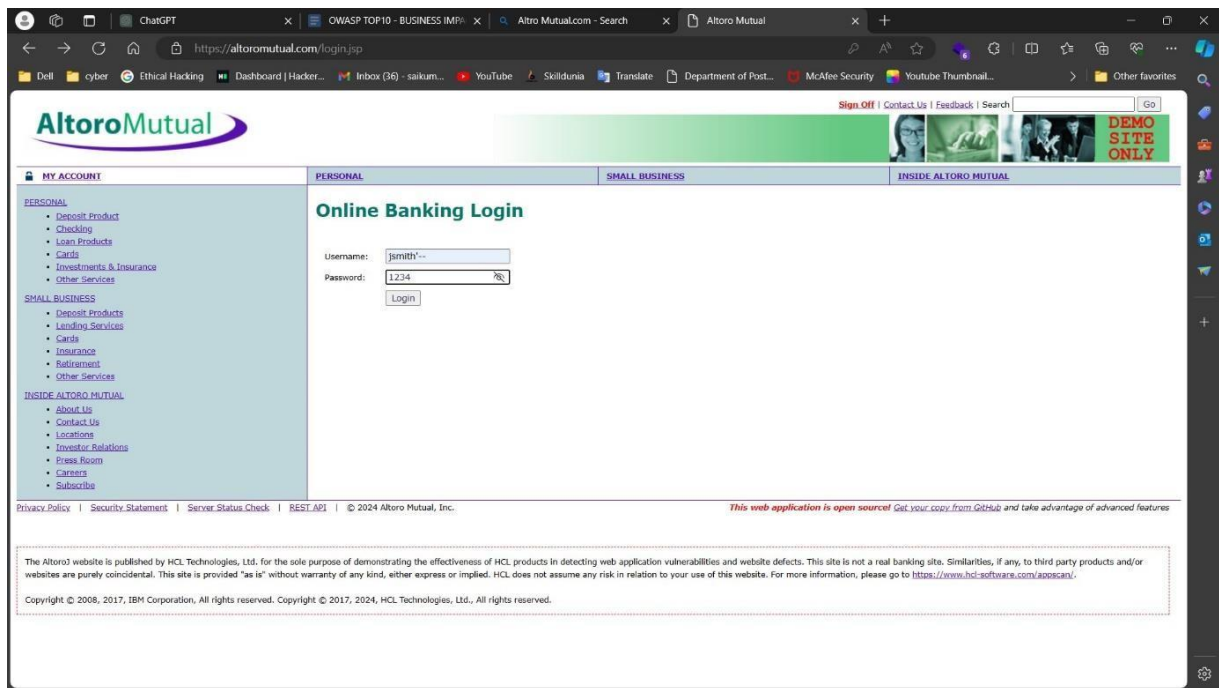 ChatGPT
OWASP TOP10 - BUSINESS IMPA
Altro Mutual.com - Search
Altoro Mutual
https://altoromutual.com/login.jsp
Dell
cyber
Ethical Hacking
Dashboard | Hacker...
Inbox (36) - saikum...
YouTube
Skilldunia
Translate
Department of Post...
McAfee Security
Youtube Thumbnail...
Other favorites
Sign Off | Contact Us | Feedback | Search
Go
AltoroMutual
DEMO
SITE
ONLY
MY ACCOUNT
PERSONAL
SMALL BUSINESS
INSIDE ALTORO MUTUAL
PERSONAL
Deposit Product
Checking
Loan Products
Cards
Investments & Insurance
Other Services
SMALL BUSINESS
Deposit Products
Lending Services
Cards
Insurance
Retirement
Other Services
INSIDE ALTORO MUTUAL
About Us
Contact Us
Locations
Investor Relations
Press Room
Careers
Subscribe
Online Banking Login
Username: jsmith'--
Password: 1234
Login
Privacy Policy | Security Statement | Server Status Check | REST API | © 2024 Altoro Mutual, Inc.
This web application is open source! Get your copy from GitHub and take advantage of advanced features
The AltoroJ website is published by HCL Technologies, Ltd. for the sole purpose of demonstrating the effectiveness of HCL products in detecting web application vulnerabilities and website defects. This site is not a real banking site. Similarities, if any, to third party products and/or
websites are purely coincidental. This site is provided "as is" without warranty of any kind, either express or implied. HCL does not assume any risk in relation to your use of this website. For more information, please go to https://www.hcl-software.com/appscan/.
Copyright © 2008, 2017, IBM Corporation, All rights reserved. Copyright © 2017, 2024, HCL Technologies, Ltd., All rights reserved.